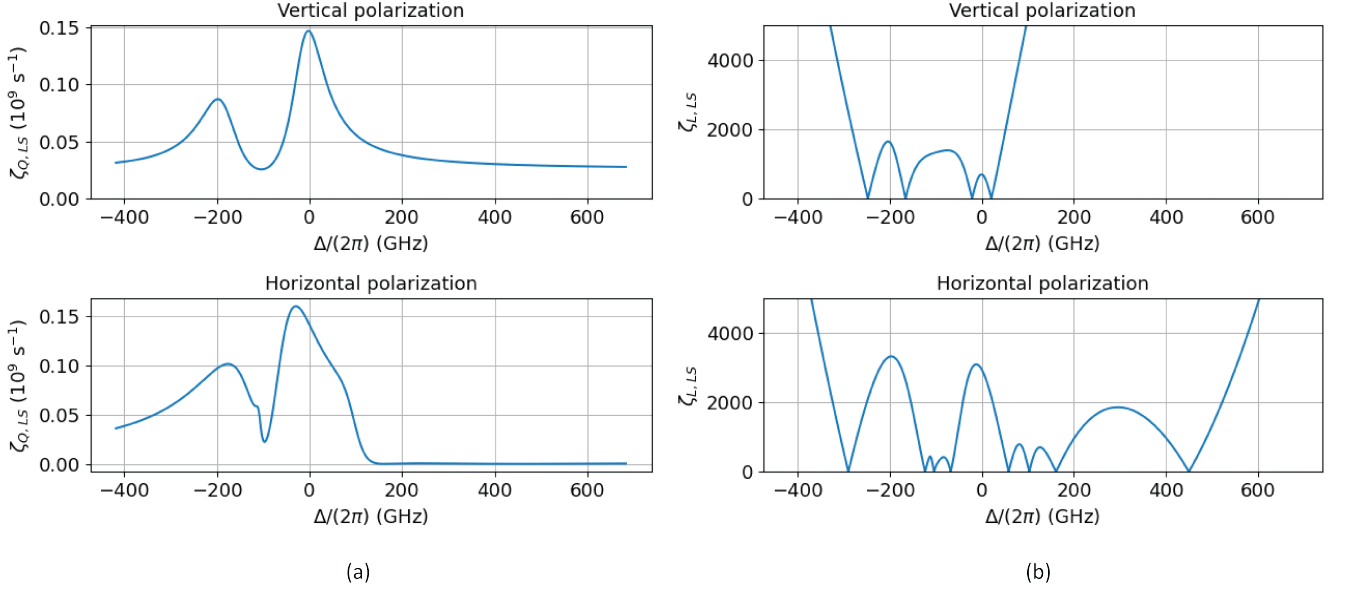 Vertical polarization
0.15
0.10
0.05
0.00
ζQ, LS (10⁹ s⁻¹)
−400 −200 0 200 400 600
Δ/(2π) (GHz)
Horizontal polarization
0.15
0.10
0.05
0.00
ζQ, LS (10⁹ s⁻¹)
−400 −200 0 200 400 600
Δ/(2π) (GHz)
(a)
Vertical polarization
4000
2000
0
ζL, LS
−400 −200 0 200 400 600
Δ/(2π) (GHz)
Horizontal polarization
4000
2000
0
ζL, LS
−400 −200 0 200 400 600
Δ/(2π) (GHz)
(b)